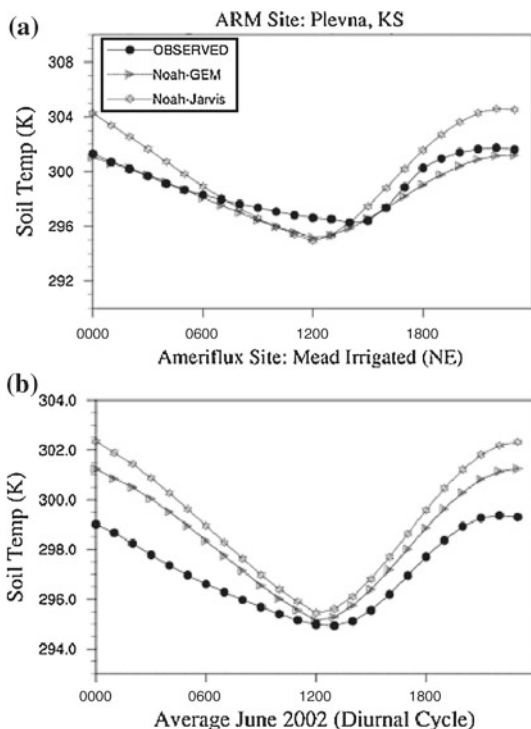 (a)
ARM Site: Plevna, KS
OBSERVED
Noah-GEM
Noah-Jarvis
Soil Temp (K)
308
304
300
296
292
0000 0600 1200 1800
Ameriflux Site: Mead Irrigated (NE)
(b)
Soil Temp (K)
304.0
302.0
300.0
298.0
296.0
294.0
0000 0600 1200 1800
Average June 2002 (Diurnal Cycle)